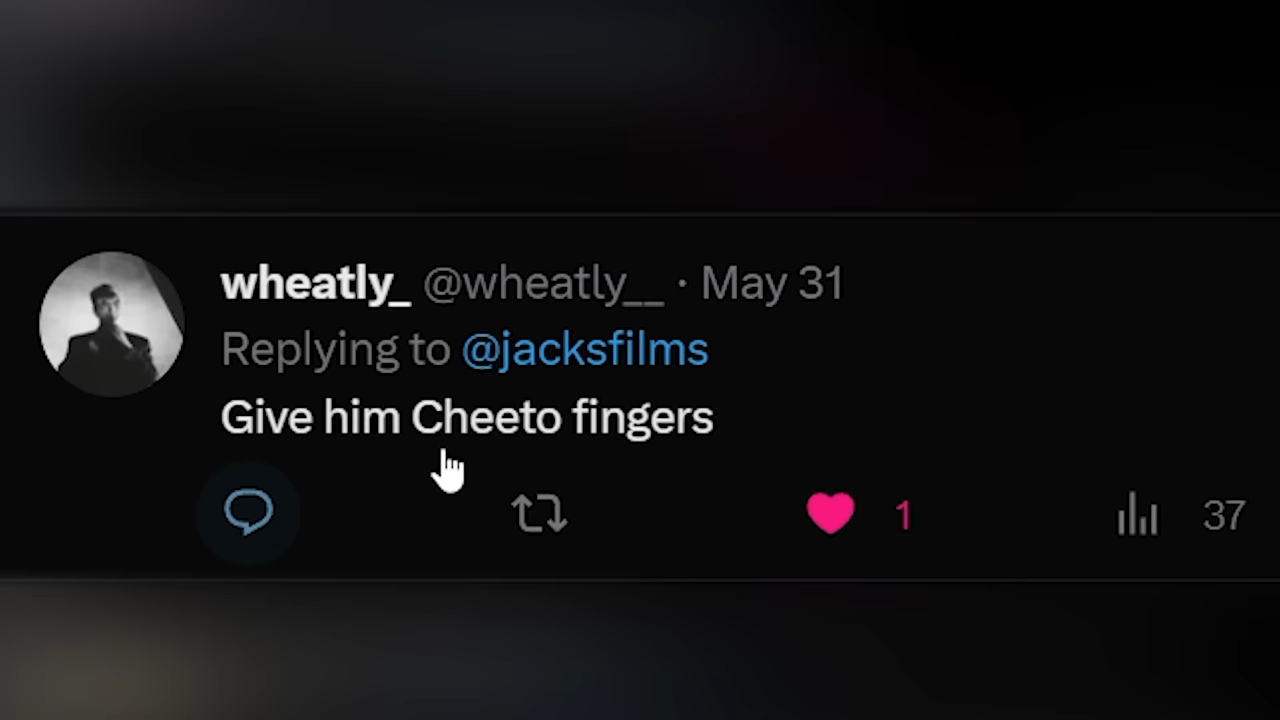 wheatly_ @wheatly__ · May 31
Replying to @jacksfilms
Give him Cheeto fingers
1 37